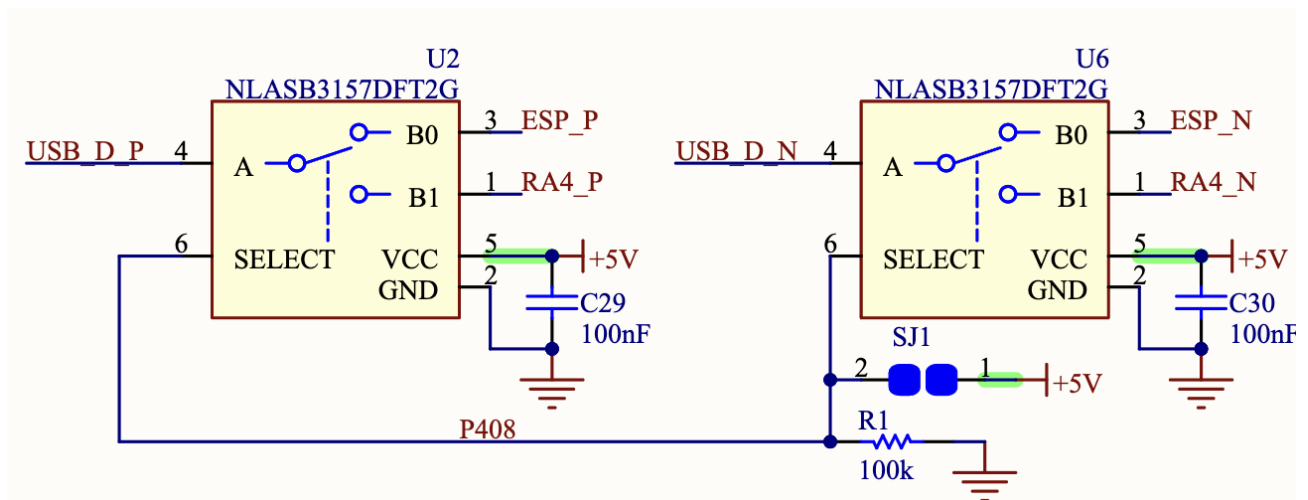 U2
NLASB3157DFT2G
USB_D_P
4
A
B0
3
ESP_P
B1
1
RA4_P
6
SELECT
VCC
5
+5V
GND
2
C29
100nF
U6
NLASB3157DFT2G
USB_D_N
4
A
B0
3
ESP_N
B1
1
RA4_N
6
SELECT
VCC
5
+5V
GND
2
C30
100nF
SJ1
2
1
+5V
P408
R1
100k